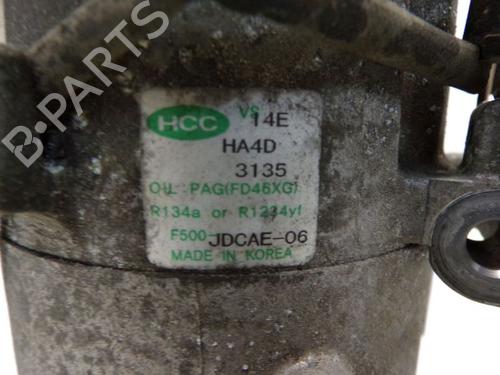 HCC VS 14E
HA4D
3135
OIL : PAG(FD46XG)
R134a or R1234yf
F500-JDCAE-06
MADE IN KOREA
B-PARTS